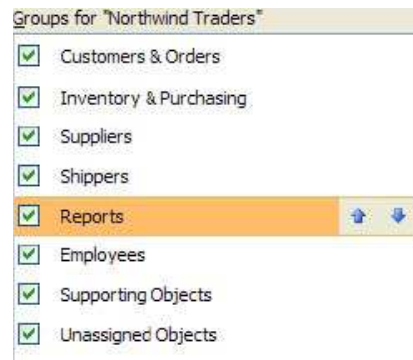 Groups for "Northwind Traders"
Customers & Orders
Inventory & Purchasing
Suppliers
Shippers
Reports
Employees
Supporting Objects
Unassigned Objects